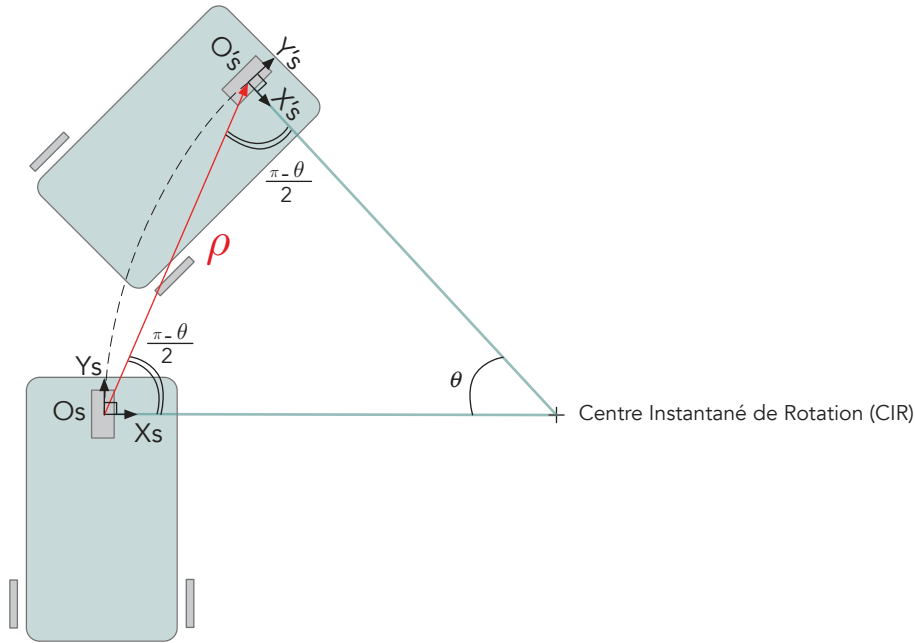 O's
Y's
X's
π-θ
2
ρ
π-θ
2
Ys
θ
Os
Xs
Centre Instantané de Rotation (CIR)